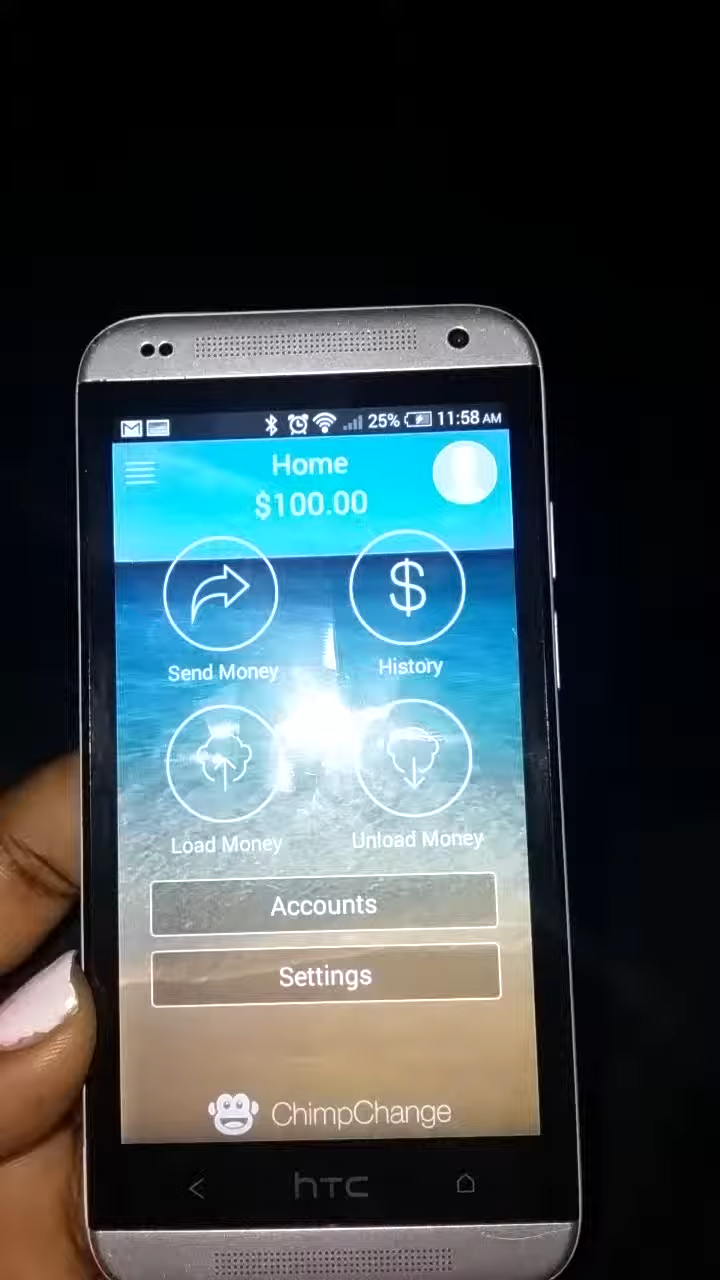 25% 11:58 AM
Home
$100.00
Send Money
History
Load Money
Unload Money
Accounts
Settings
ChimpChange
hTC